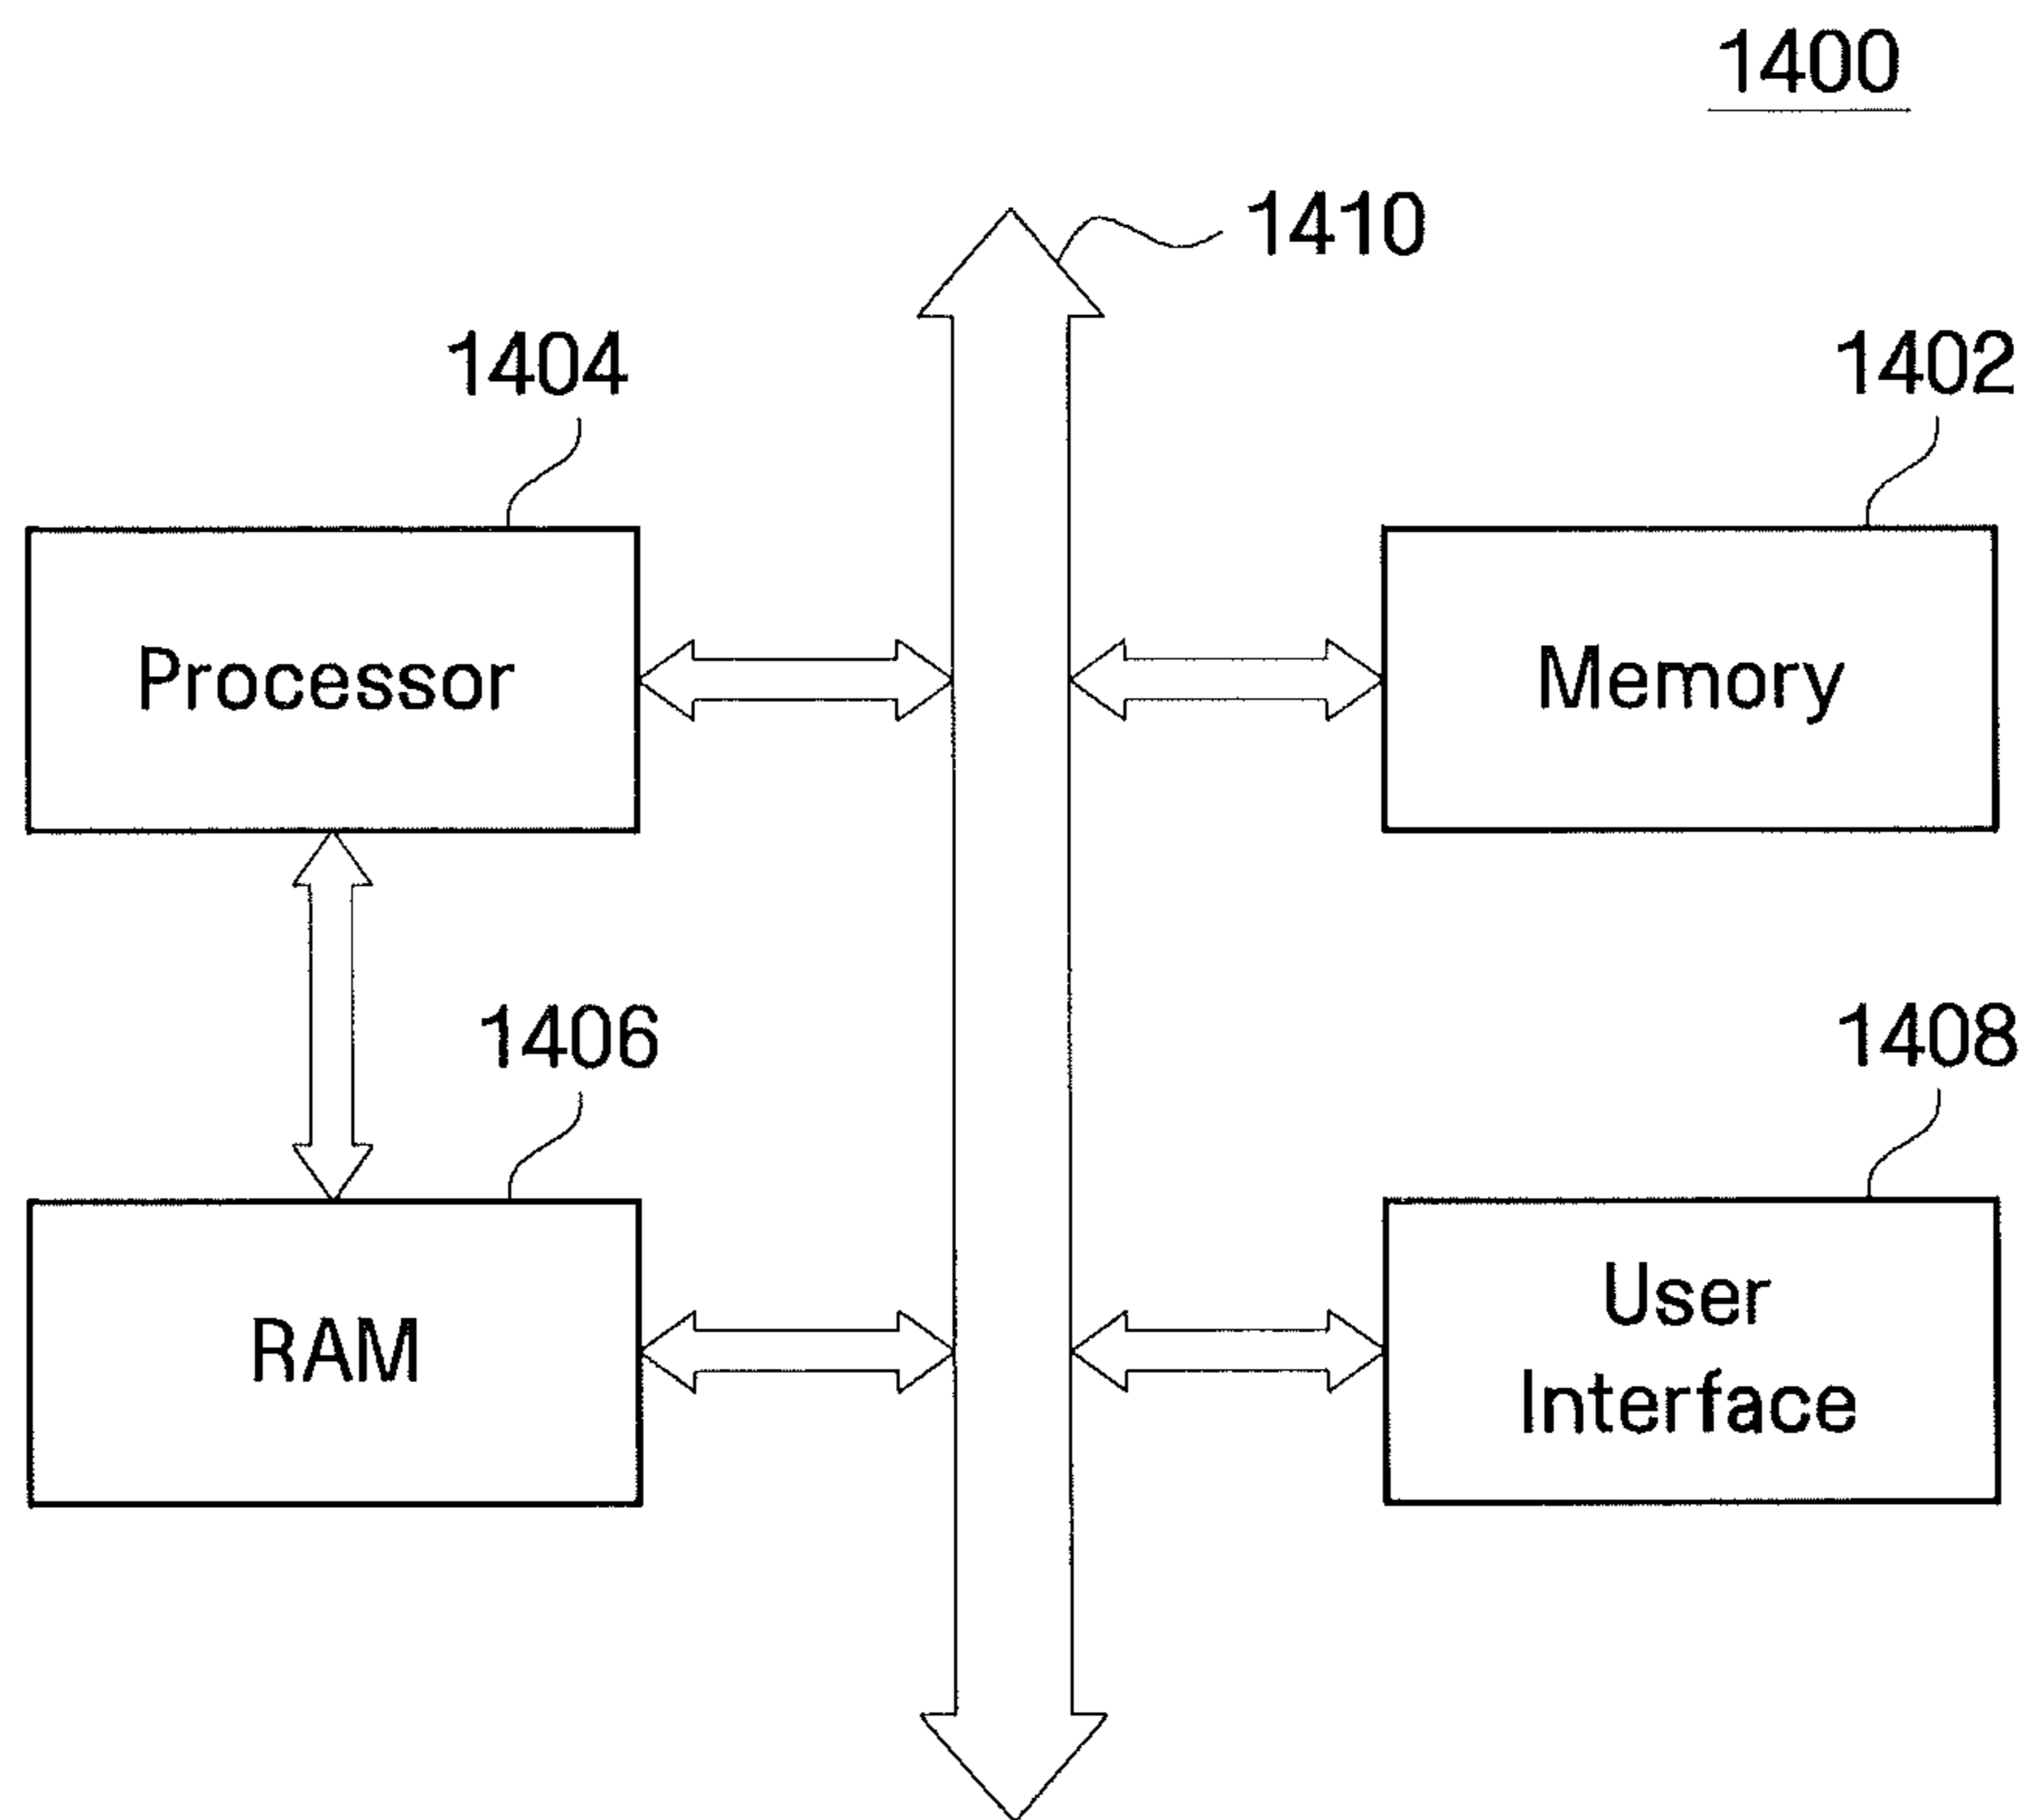 1400
1410
1404
1402
Processor
Memory
1406
1408
RAM
User
Interface